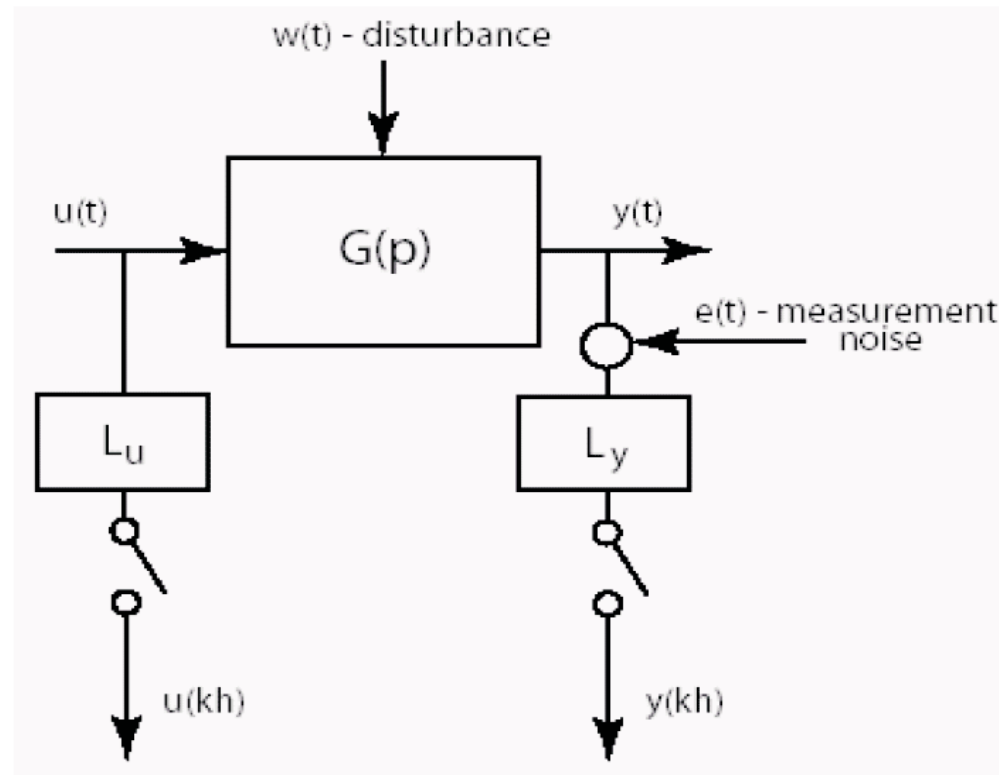 w(t) - disturbance
u(t)
G(p)
y(t)
e(t) - measurement
noise
Lu
Ly
u(kh)
y(kh)